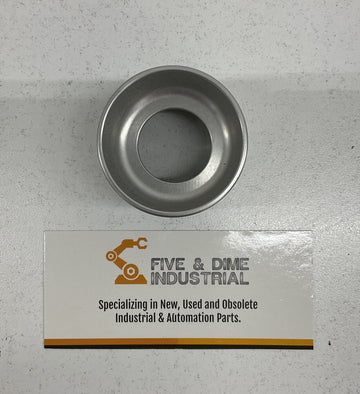 FIVE & DIME
INDUSTRIAL
Specializing in New, Used and Obsolete
Industrial & Automation Parts.